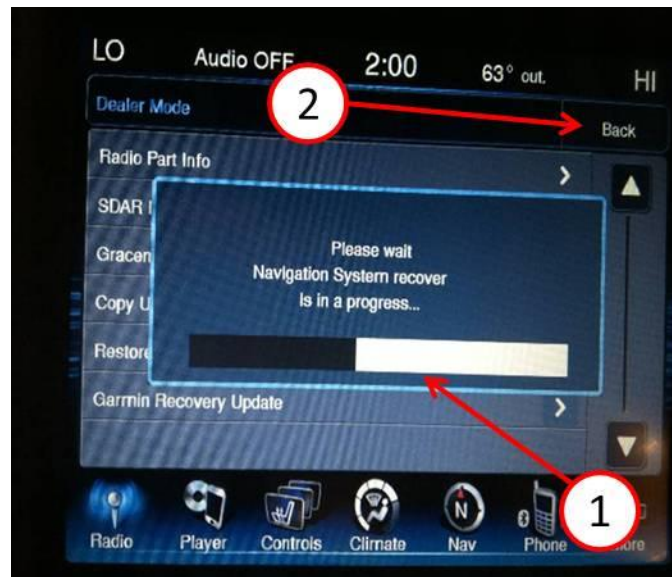 LO Audio OFF 2:00 63° out. HI
Dealer Mode
2
Back
Radio Part Info
SDAR
Gracen
Copy U
Restore
Please wait
Navigation System recover
Is in a progress...
Garmin Recovery Update
1
Radio Player Controls Climate N Nav Phone